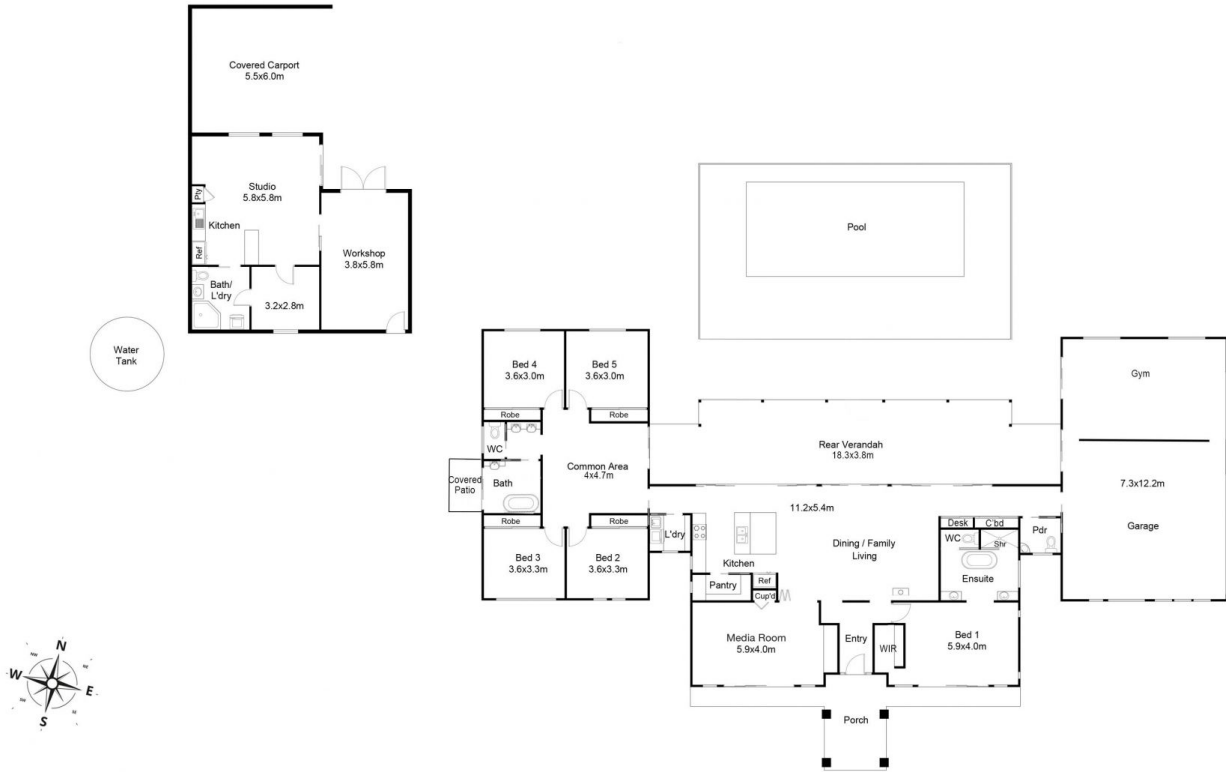 Covered Carport
5.5x6.0m
Studio
5.8x5.8m
Pty
Kitchen
Ref
Workshop
3.8x5.8m
Bath/
L'dry
3.2x2.8m
Water
Tank
Pool
Bed 4
3.6x3.0m
Bed 5
3.6x3.0m
Robe
Robe
WC
Common Area
4x4.7m
Covered
Patio
Bath
Robe
Robe
Bed 3
3.6x3.3m
Bed 2
3.6x3.3m
L'dry
Rear Verandah
18.3x3.8m
11.2x5.4m
Dining / Family
Living
Kitchen
Pantry
Ref
Cup'd
Desk
C'bd
WC
Shr
Pdr
Ensuite
Gym
7.3x12.2m
Garage
Media Room
5.9x4.0m
Entry
WIR
Bed 1
5.9x4.0m
Porch
N
W
E
S